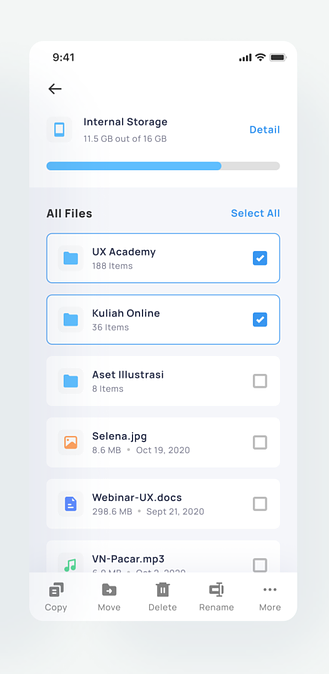 9:41
Internal Storage
11.5 GB out of 16 GB
Detail
All Files
Select All
UX Academy
188 Items
Kuliah Online
36 Items
Aset Illustrasi
8 Items
Selena.jpg
8.6 MB • Oct 19, 2020
Webinar-UX.docs
298.6 MB • Sept 21, 2020
VN-Pacar.mp3
Copy
Move
Delete
Rename
More